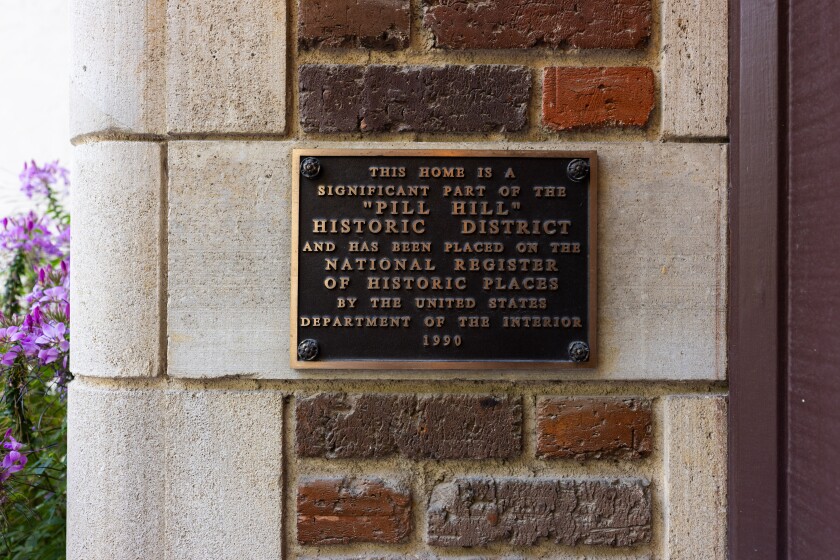 THIS HOME IS A
SIGNIFICANT PART OF THE
"PILL HILL"
HISTORIC DISTRICT
AND HAS BEEN PLACED ON THE
NATIONAL REGISTER
OF HISTORIC PLACES
BY THE UNITED STATES
DEPARTMENT OF THE INTERIOR
1990